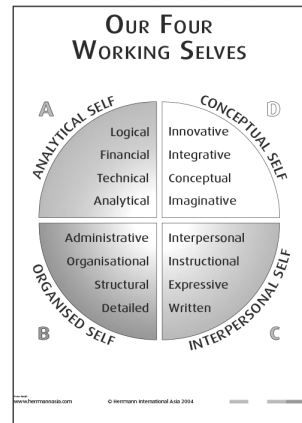 OUR FOUR
WORKING SELVES
A
ANALYTICAL SELF
Logical
Financial
Technical
Analytical
D
CONCEPTUAL SELF
Innovative
Integrative
Conceptual
Imaginative
B
ORGANISED SELF
Administrative
Organisational
Structural
Detailed
C
INTERPERSONAL SELF
Interpersonal
Instructional
Expressive
Written
www.herrmannasia.com
© Herrmann International Asia 2004